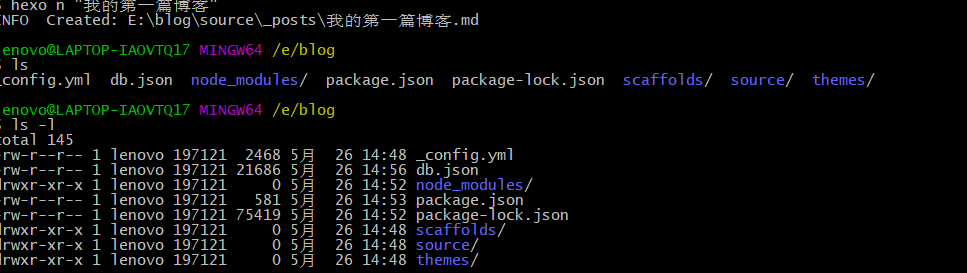 $ hexo n "我的第一篇博客"
INFO  Created: E:\blog\source\_posts\我的第一篇博客.md
lenovo@LAPTOP-IAOVTQ17 MINGW64 /e/blog
$ ls
_config.yml  db.json  node_modules/  package.json  package-lock.json  scaffolds/  source/  themes/
lenovo@LAPTOP-IAOVTQ17 MINGW64 /e/blog
$ ls -l
total 145
-rw-r--r-- 1 lenovo 197121  2468 5月  26 14:48 _config.yml
-rw-r--r-- 1 lenovo 197121 21686 5月  26 14:56 db.json
drwxr-xr-x 1 lenovo 197121     0 5月  26 14:52 node_modules/
-rw-r--r-- 1 lenovo 197121   581 5月  26 14:53 package.json
-rw-r--r-- 1 lenovo 197121 75419 5月  26 14:52 package-lock.json
drwxr-xr-x 1 lenovo 197121     0 5月  26 14:48 scaffolds/
drwxr-xr-x 1 lenovo 197121     0 5月  26 14:48 source/
drwxr-xr-x 1 lenovo 197121     0 5月  26 14:48 themes/